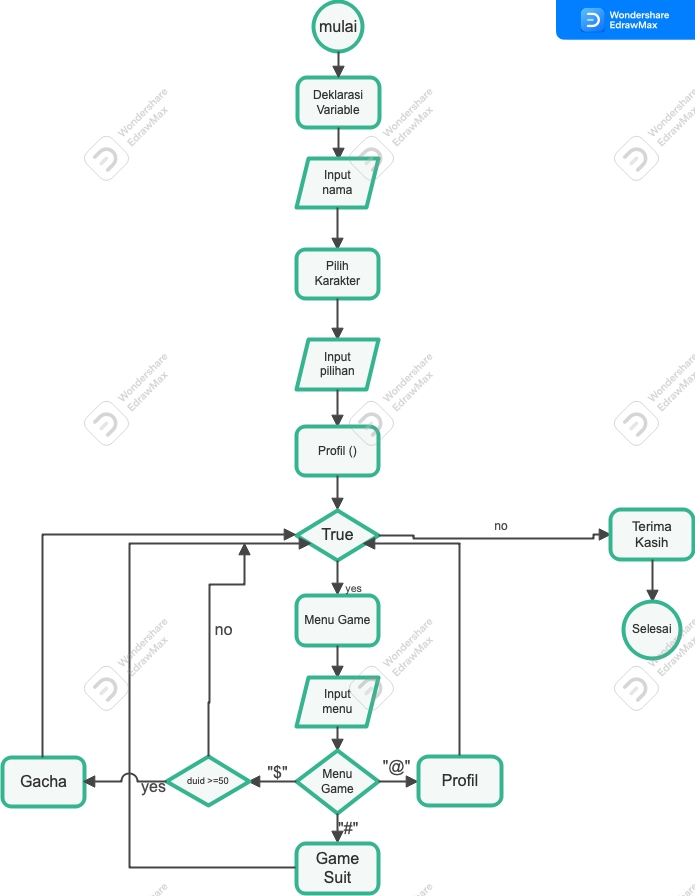 mulai
Wondershare
EdrawMax
Deklarasi
Variable
Wondershare
EdrawMax
Wondershare
EdrawMax
Wondershare
EdrawMax
Input
nama
Pilih
Karakter
Input
pilihan
Wondershare
EdrawMax
Wondershare
EdrawMax
Wondershare
EdrawMax
Profil ()
True
no
Terima
Kasih
yes
Menu Game
no
Selesai
Wondershare
EdrawMax
Wondershare
EdrawMax
Wondershare
EdrawMax
Input
menu
Gacha
yes
duid >=50
"$"
Menu
Game
"@"
Profil
"#"
Game
Suit